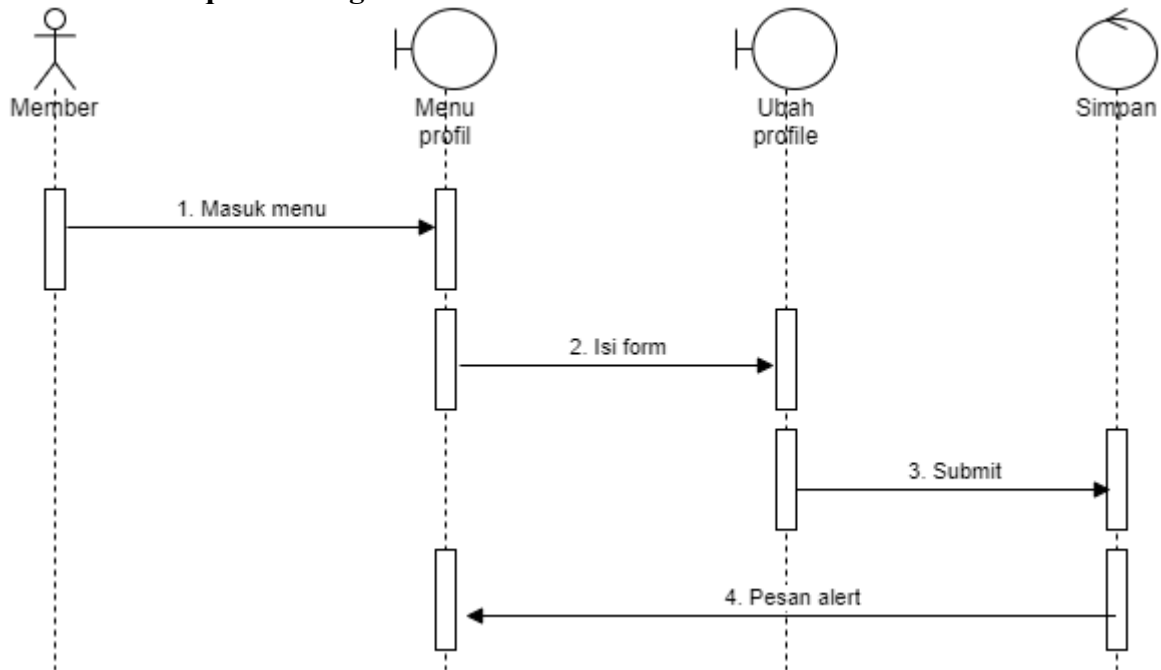 Member
Menu
profil
Ubah
profile
Simpan
1. Masuk menu
2. Isi form
3. Submit
4. Pesan alert